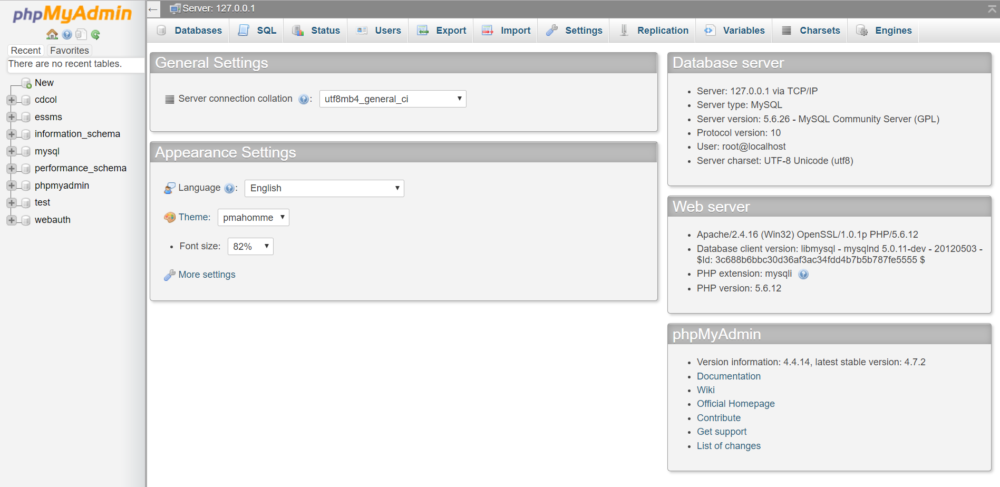 phpMyAdmin
Recent Favorites
There are no recent tables.
New
cdcol
essms
information_schema
mysql
performance_schema
phpmyadmin
test
webauth
← Server: 127.0.0.1
Databases SQL Status Users Export Import Settings Replication Variables Charsets Engines
General Settings
Server connection collation : utf8mb4_general_ci
Appearance Settings
Language : English
Theme: pmahomme
• Font size: 82%
More settings
Database server
• Server: 127.0.0.1 via TCP/IP
• Server type: MySQL
• Server version: 5.6.26 - MySQL Community Server (GPL)
• Protocol version: 10
• User: root@localhost
• Server charset: UTF-8 Unicode (utf8)
Web server
• Apache/2.4.16 (Win32) OpenSSL/1.0.1p PHP/5.6.12
• Database client version: libmysql - mysqlnd 5.0.11-dev - 20120503 -
$Id: 3c688b6bbc30d36af3ac34fdd4b7b5b787fe5555 $
• PHP extension: mysqli
• PHP version: 5.6.12
phpMyAdmin
• Version information: 4.4.14, latest stable version: 4.7.2
• Documentation
• Wiki
• Official Homepage
• Contribute
• Get support
• List of changes